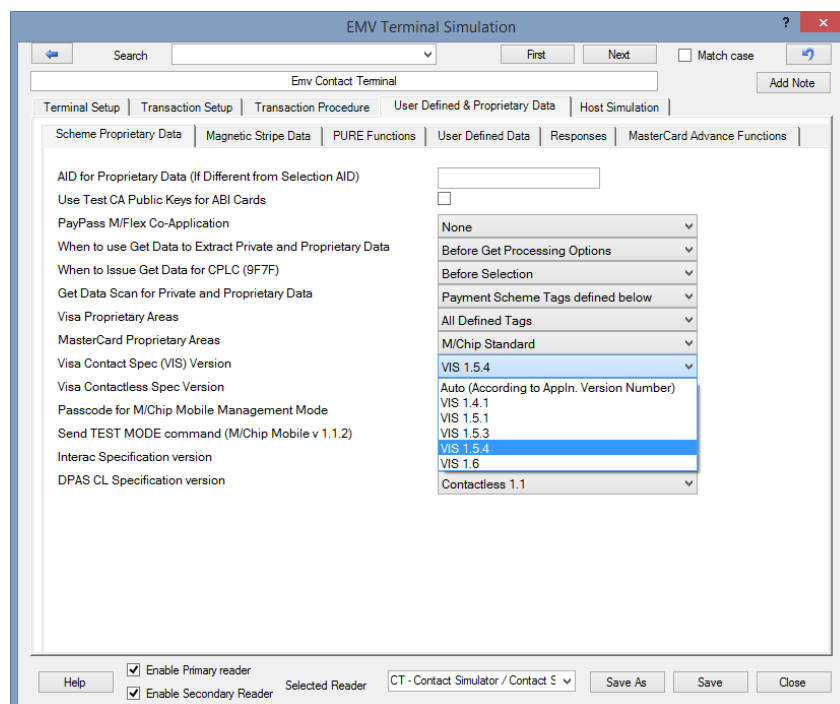 EMV Terminal Simulation
? ×
Search First Next Match case
Emv Contact Terminal Add Note
Terminal Setup Transaction Setup Transaction Procedure User Defined & Proprietary Data Host Simulation
Scheme Proprietary Data Magnetic Stripe Data PURE Functions User Defined Data Responses MasterCard Advance Functions
AID for Proprietary Data (If Different from Selection AID)
Use Test CA Public Keys for ABI Cards
PayPass M/Flex Co-Application None
When to use Get Data to Extract Private and Proprietary Data Before Get Processing Options
When to Issue Get Data for CPLC (9F7F) Before Selection
Get Data Scan for Private and Proprietary Data Payment Scheme Tags defined below
Visa Proprietary Areas All Defined Tags
MasterCard Proprietary Areas M/Chip Standard
Visa Contact Spec (VIS) Version VIS 1.5.4
Visa Contactless Spec Version Auto (According to Appln. Version Number)
VIS 1.4.1
Passcode for M/Chip Mobile Management Mode VIS 1.5.1
Send TEST MODE command (M/Chip Mobile v 1.1.2) VIS 1.5.3
VIS 1.5.4
Interac Specification version VIS 1.6
DPAS CL Specification version Contactless 1.1
Help Enable Primary reader
Enable Secondary Reader Selected Reader CT - Contact Simulator / Contact S Save As Save Close